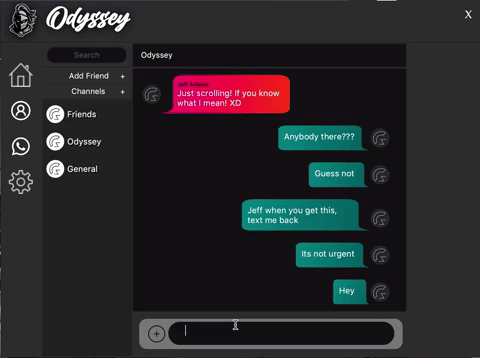 Odyssey
X
Search
Odyssey
Add Friend +
Channels +
Friends
Odyssey
General
Jeff Adams
Just scrolling! If you know
what I mean! XD
Anybody there???
Guess not
Jeff when you get this,
text me back
Its not urgent
Hey